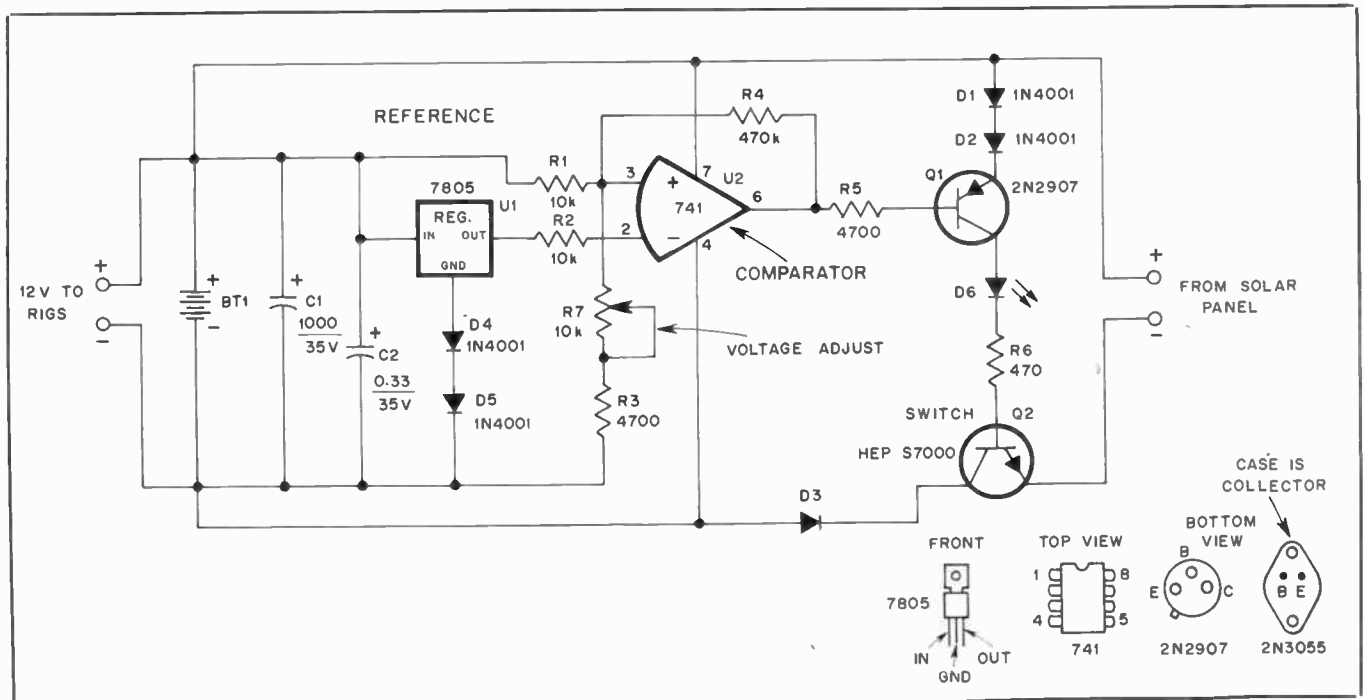 REFERENCE
12V TO
RIGS
+
-
BT1
+
-
C1
+
1000
35V
C2
+
0.33
35V
7805
REG.
IN OUT
GND
U1
D4
1N4001
D5
1N4001
R1
10k
R2
10k
R4
470k
3
+
2
-
741
7
U2
6
4
COMPARATOR
R7
10k
VOLTAGE ADJUST
R3
4700
R5
4700
D1 1N4001
D2 1N4001
Q1
2N2907
D6
R6
470
SWITCH Q2
HEP S7000
D3
+
FROM SOLAR
PANEL
-
FRONT
7805
IN
GND
OUT
TOP VIEW
1 8
4 5
741
BOTTOM
VIEW
B
E C
2N2907
CASE IS
COLLECTOR
B E
2N3055